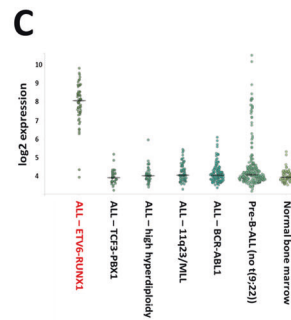 C
log2 expression
10
9
8
7
6
5
4
ALL – ETV6-RUNX1
ALL – TCF3-PBX1
ALL – high hyperdiploidy
ALL – 11q23/MLL
ALL – BCR-ABL1
Pre-B-ALL (no t(9;22))
Normal bone marrow